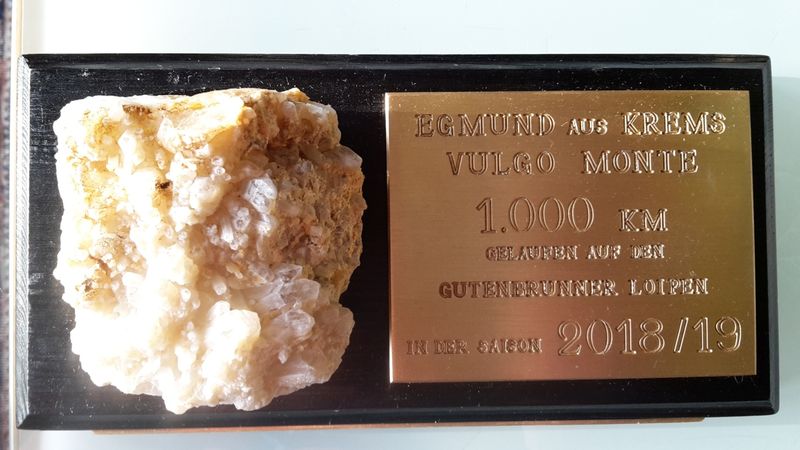 EGMUND AUS KREMS
VULGO MONTE
1.000 KM
GELAUFEN AUF DEN
GUTENBRUNNER LOIPEN
IN DER SAISON 2018/19